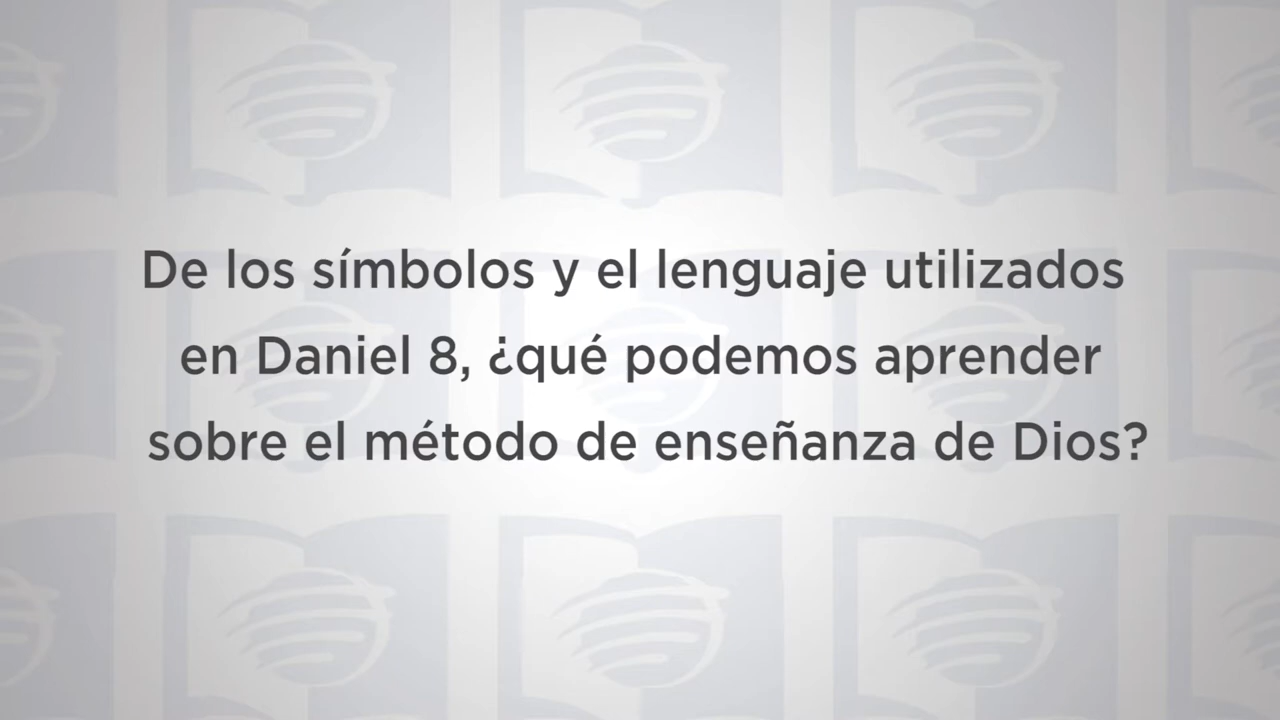 De los símbolos y el lenguaje utilizados
en Daniel 8, ¿qué podemos aprender
sobre el método de enseñanza de Dios?